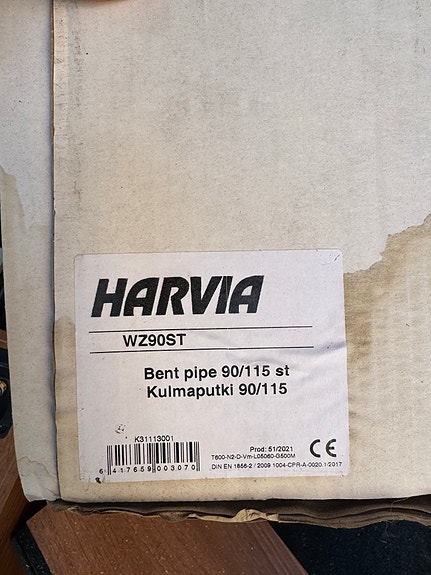 HARVIA
WZ90ST
Bent pipe 90/115 st
Kulmaputki 90/115
K31113001
6 417659 003070
Prod: 51/2021
T600-N2-D-Vm-L05060-G500M
DIN EN 1856-2 / 2009 1004-CPR-A-0020.1/2017
CE